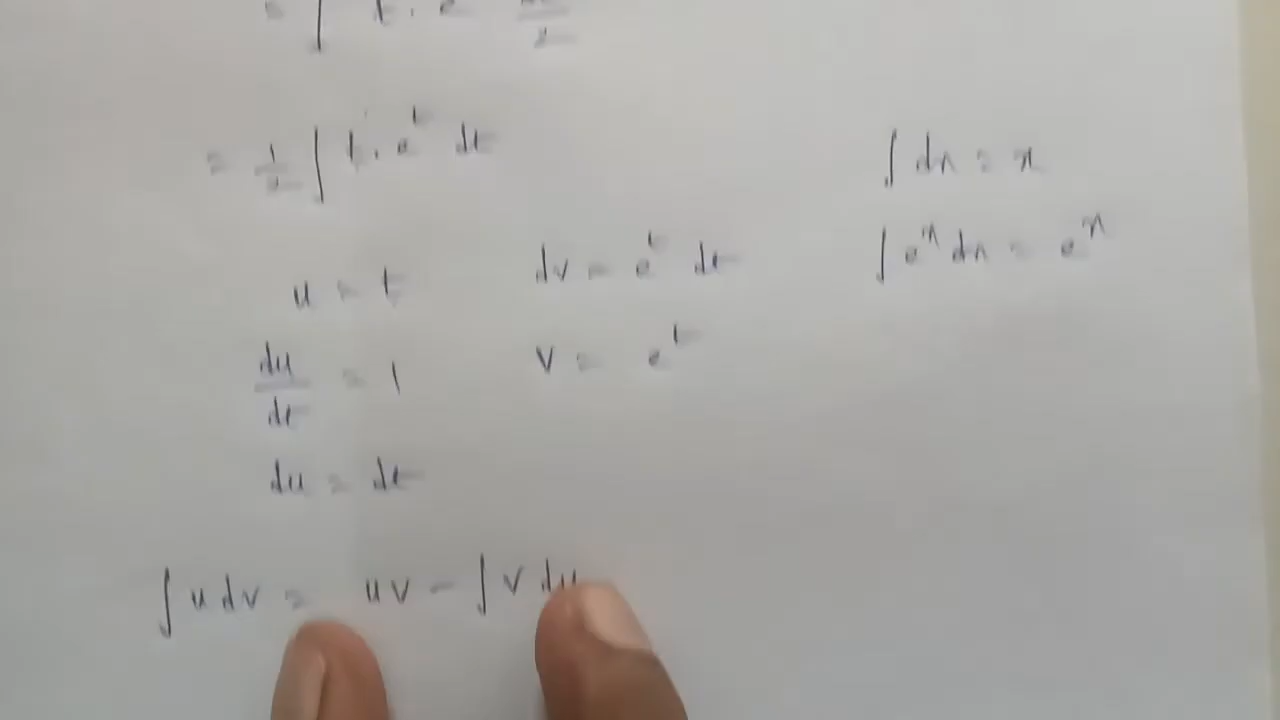 = ∫ t . e
= 1/2 ∫ t . e^t dt
u = t
du/dt = 1
du = dt
dv = e^t dt
v = e^t
∫ dx = x
∫ e^x dx = e^x
∫ u dv = uv - ∫ v du